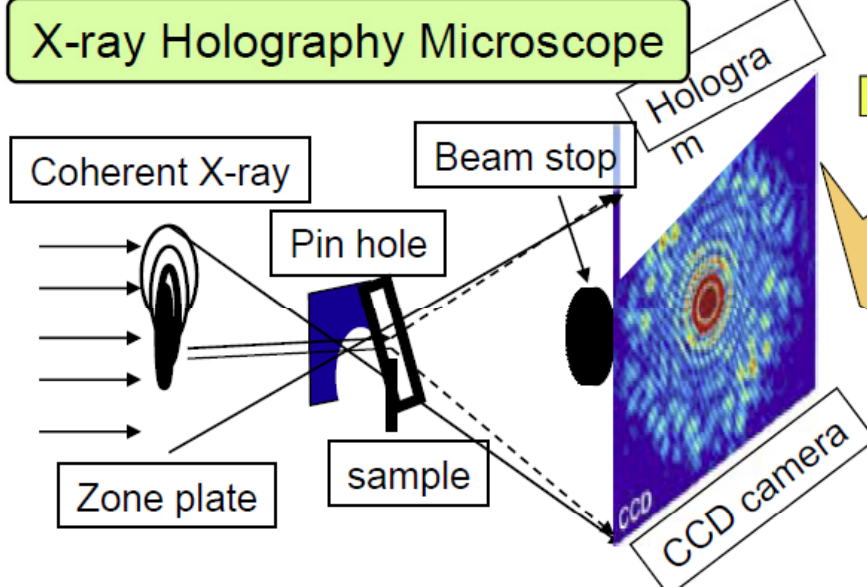 X-ray Holography Microscope
Hologra
m
Coherent X-ray
Beam stop
Pin hole
Zone plate
sample
CCD
CCD camera